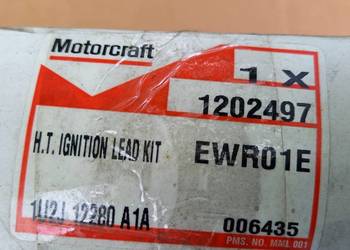 Motorcraft
1 X
1202497
H.T. IGNITION LEAD KIT EWR01E
1U2J 12280 A1A 006435
PMS. NO. MML 001